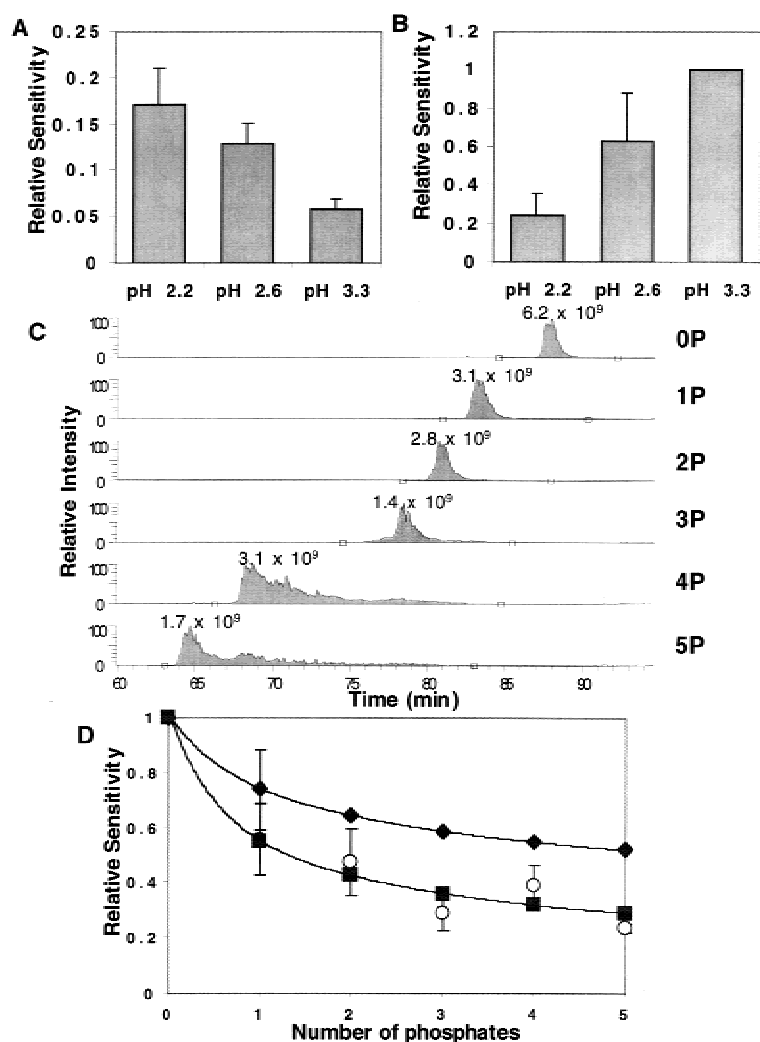 A
B
Relative Sensitivity
0.25
0.2
0.15
0.1
0.05
0
pH 2.2 pH 2.6 pH 3.3
Relative Sensitivity
1.2
1
0.8
0.6
0.4
0.2
0
pH 2.2 pH 2.6 pH 3.3
C
Relative Intensity
100
0
6.2 x 10⁹
0P
100
0
3.1 x 10⁹
1P
100
0
2.8 x 10⁹
2P
100
0
1.4 x 10⁹
3P
100
0
3.1 x 10⁹
4P
100
0
1.7 x 10⁹
5P
60 65 70 75 80 85 90
Time (min)
D
Relative Sensitivity
1
0.8
0.6
0.4
0.2
0
0 1 2 3 4 5
Number of phosphates